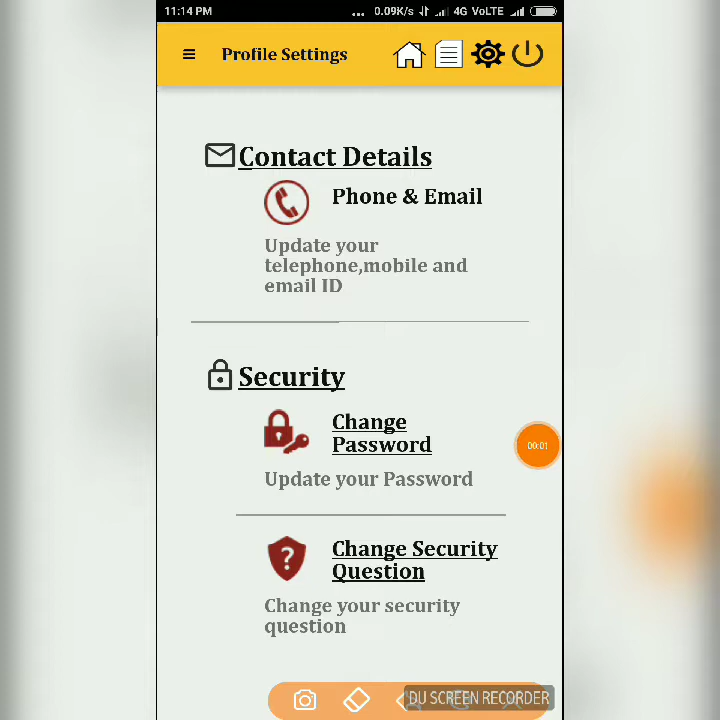 11:14 PM ... 0.09K/s 4G VoLTE
Profile Settings
Contact Details
Phone & Email
Update your
telephone,mobile and
email ID
Security
Change
Password
00:01
Update your Password
Change Security
Question
Change your security
question
DU SCREEN RECORDER